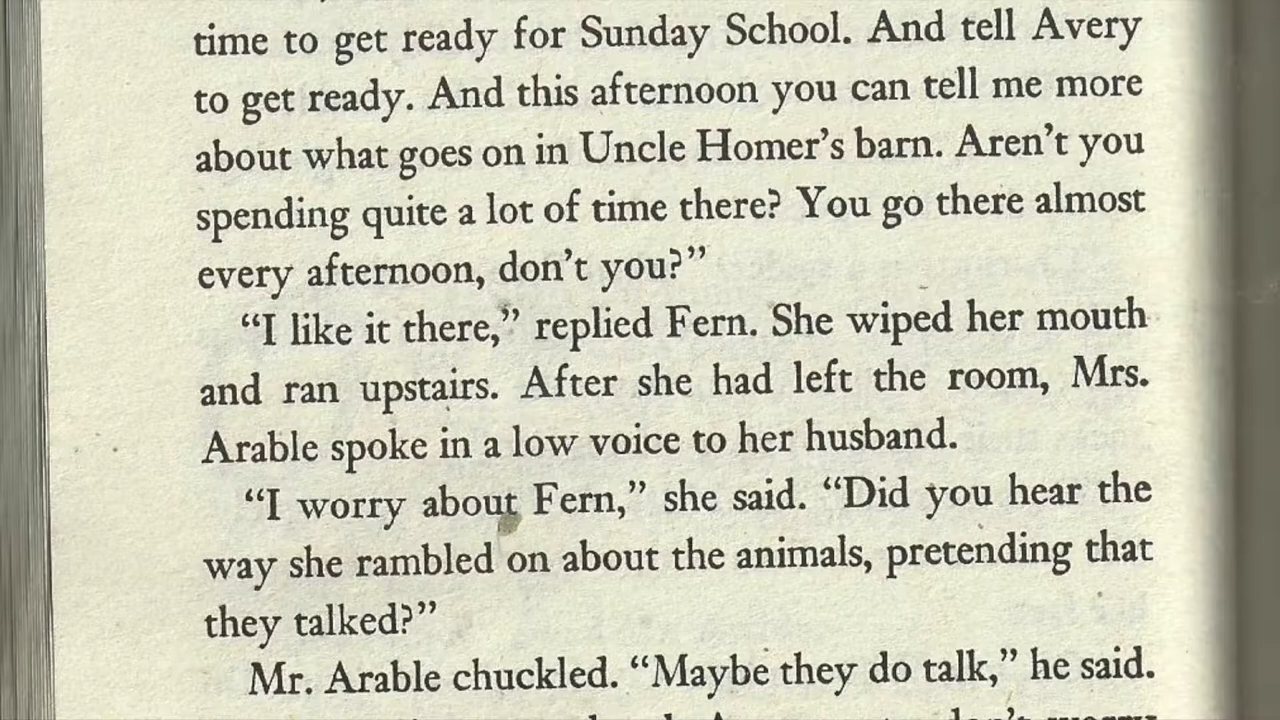 time to get ready for Sunday School. And tell Avery
to get ready. And this afternoon you can tell me more
about what goes on in Uncle Homer’s barn. Aren’t you
spending quite a lot of time there? You go there almost
every afternoon, don’t you?”
“I like it there,” replied Fern. She wiped her mouth
and ran upstairs. After she had left the room, Mrs.
Arable spoke in a low voice to her husband.
“I worry about Fern,” she said. “Did you hear the
way she rambled on about the animals, pretending that
they talked?”
Mr. Arable chuckled. “Maybe they do talk,” he said.
don’t worry